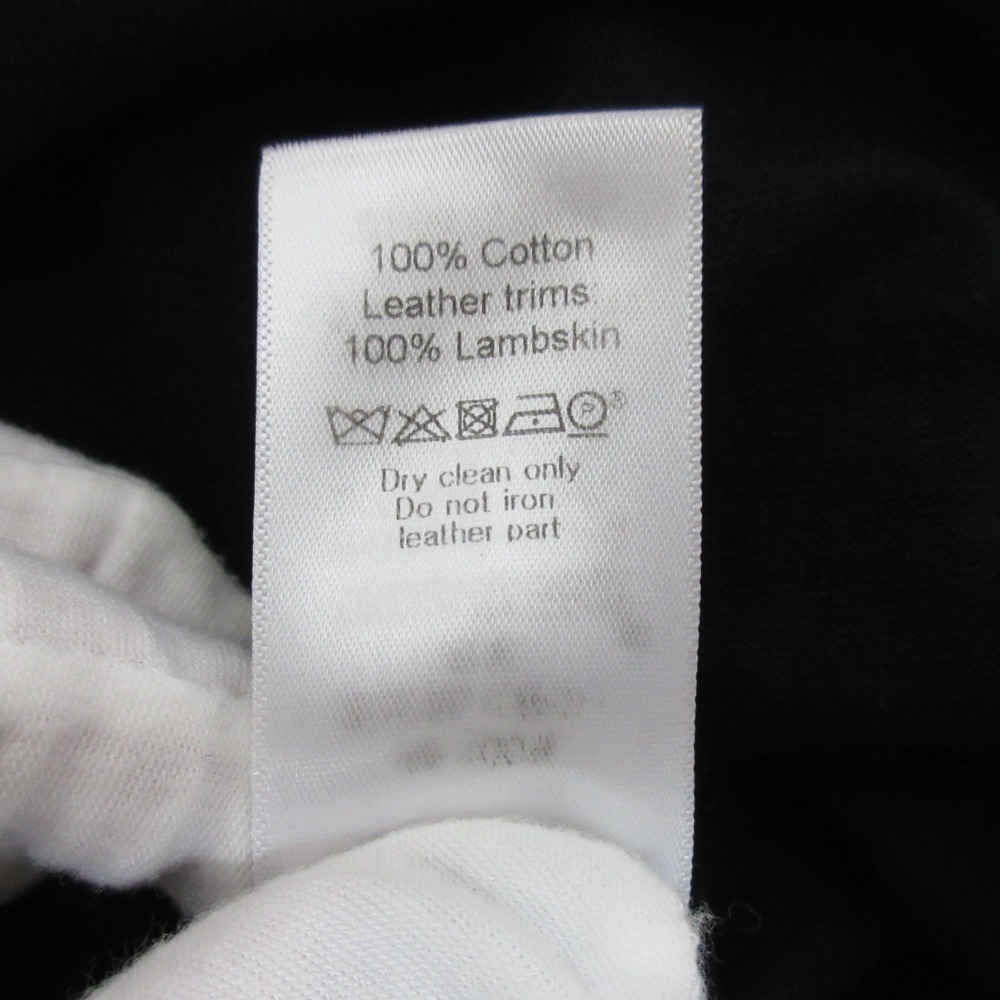 100% Cotton
Leather trims
100% Lambskin
P s
Dry clean only
Do not iron
leather part